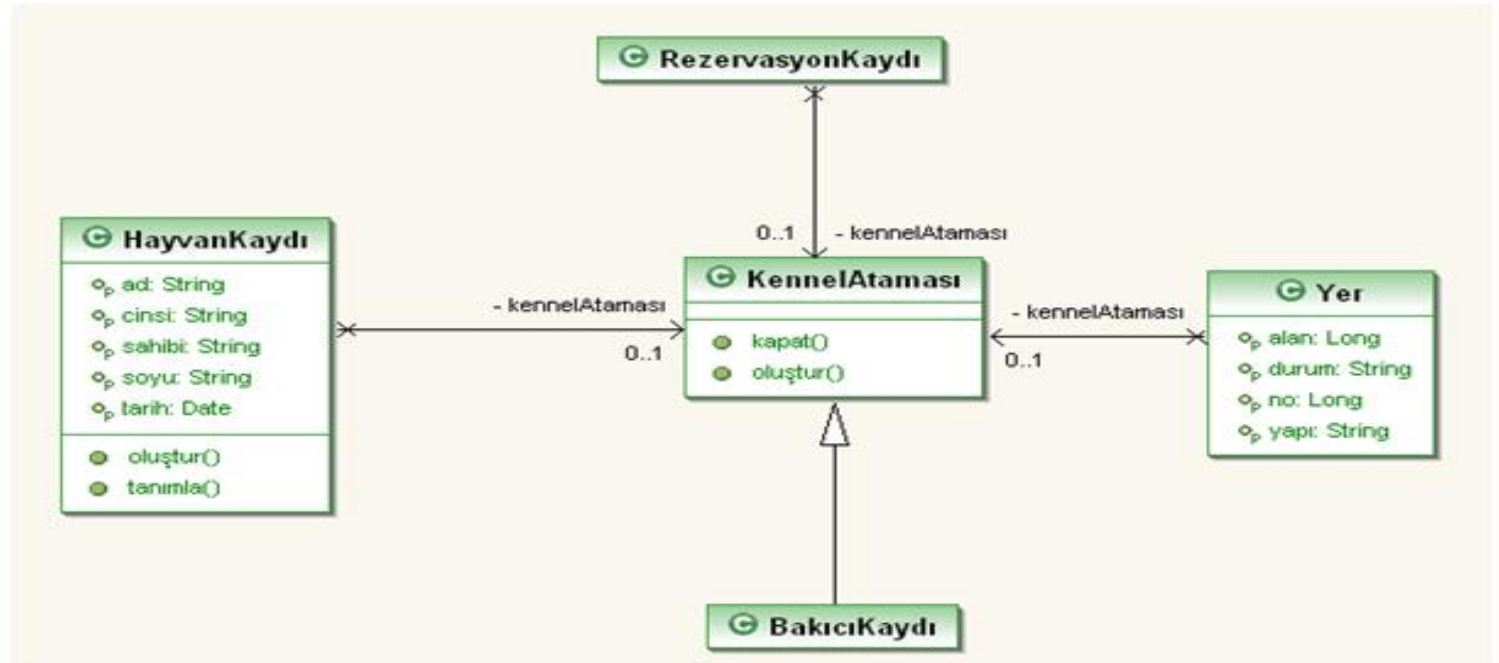 RezervasyonKaydı
0..1 - kennelAtaması
HayvanKaydı
ad: String
cinsi: String
sahibi: String
soyu: String
tarih: Date
oluştur()
tanımla()
- kennelAtaması
0..1
KennelAtaması
kapat()
oluştur()
- kennelAtaması
0..1
Yer
alan: Long
durum: String
no: Long
yapı: String
BakıcıKaydı